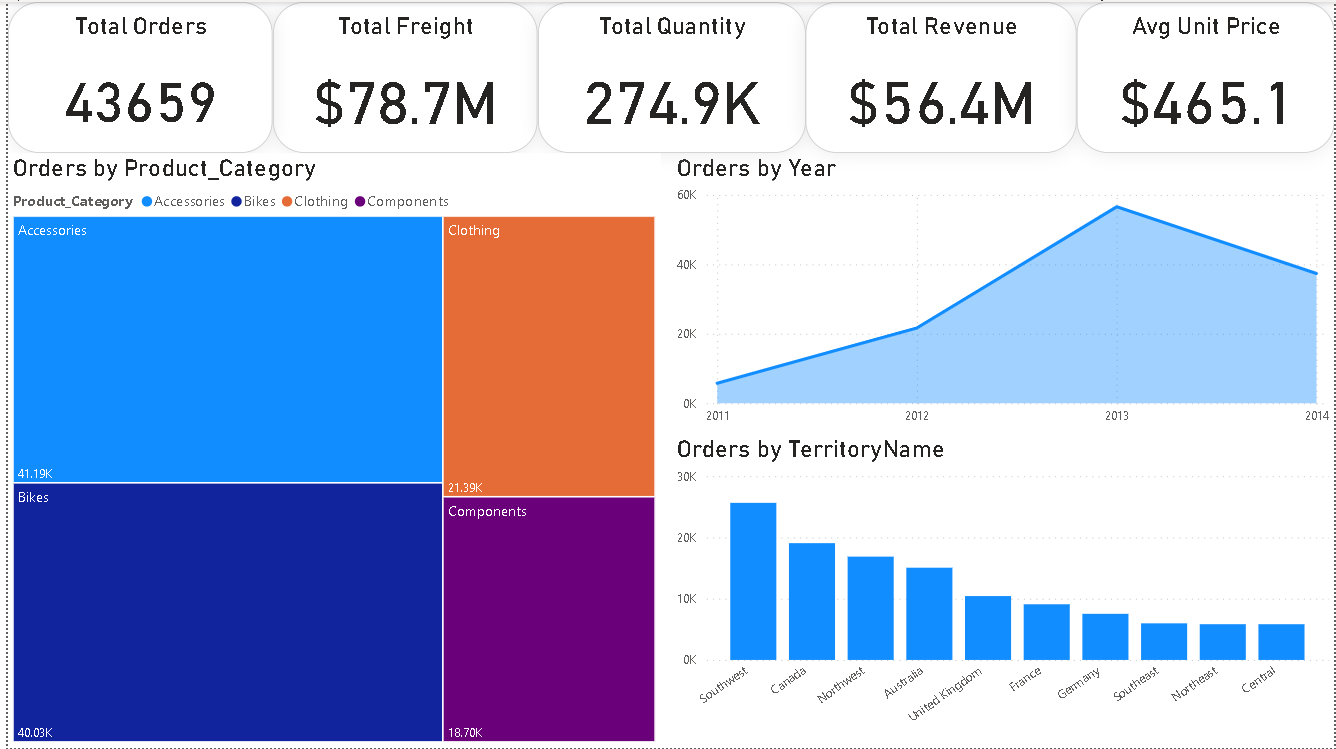 Total Orders
43659
Total Freight
$78.7M
Total Quantity
274.9K
Total Revenue
$56.4M
Avg Unit Price
$465.1
Orders by Product_Category
Product_Category Accessories Bikes Clothing Components
Accessories
41.19K
Bikes
40.03K
Clothing
21.39K
Components
18.70K
Orders by Year
60K
40K
20K
0K
2011 2012 2013 2014
Orders by TerritoryName
30K
20K
10K
0K
Southwest Canada Northwest Australia United Kingdom France Germany Southeast Northeast Central